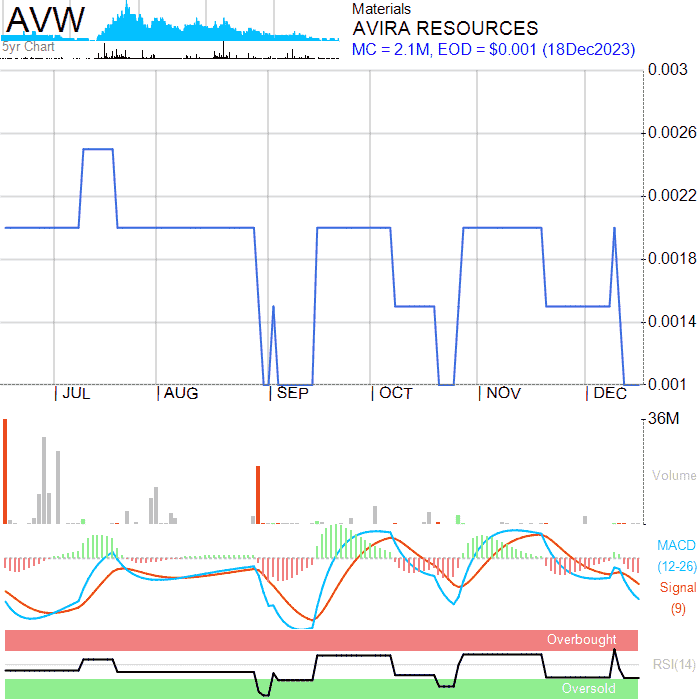 AVW
5yr Chart
Materials
AVIRA RESOURCES
MC = 2.1M, EOD = $0.001 (18Dec2023)
0.003
0.0026
0.0022
0.0018
0.0014
0.001
JUL AUG SEP OCT NOV DEC
36M
Volume
MACD
(12-26)
Signal
(9)
Overbought
RSI(14)
Oversold